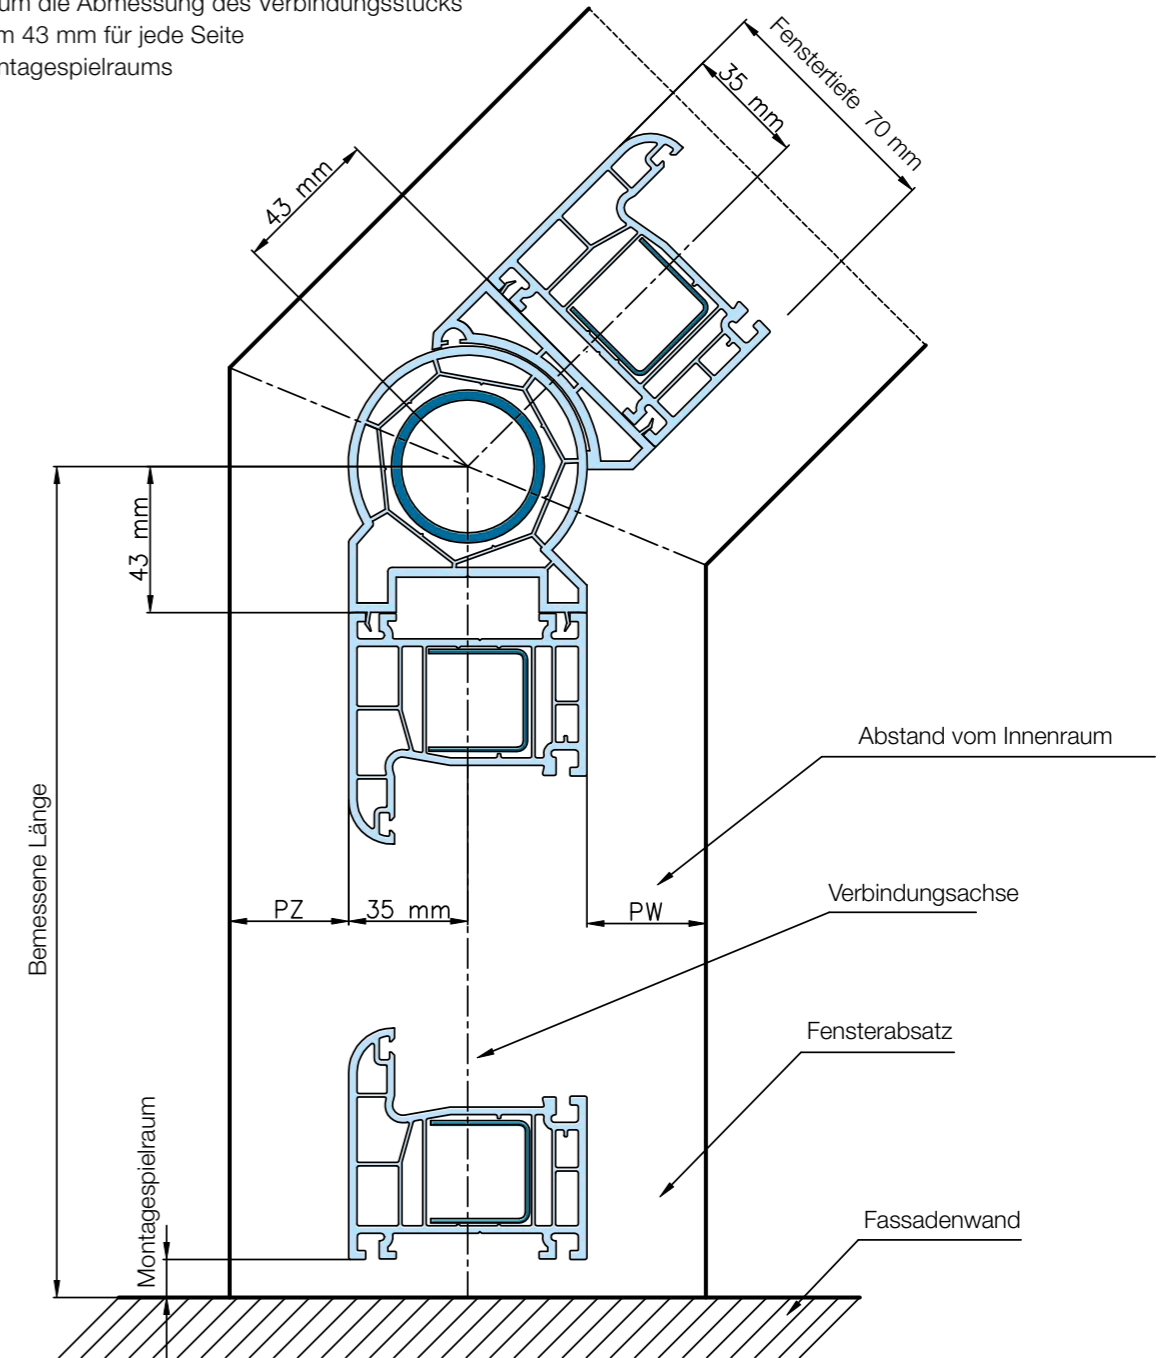 um die Abmessung des Verbindungsstücks
m 43 mm für jede Seite
ntagespielraums
Fenstertiefe 70 mm
35 mm
43 mm
43 mm
Abstand vom Innenraum
Bemessene Länge
Verbindungsachse
PZ
35 mm
PW
Fensterabsatz
Montagespielraum
Fassadenwand